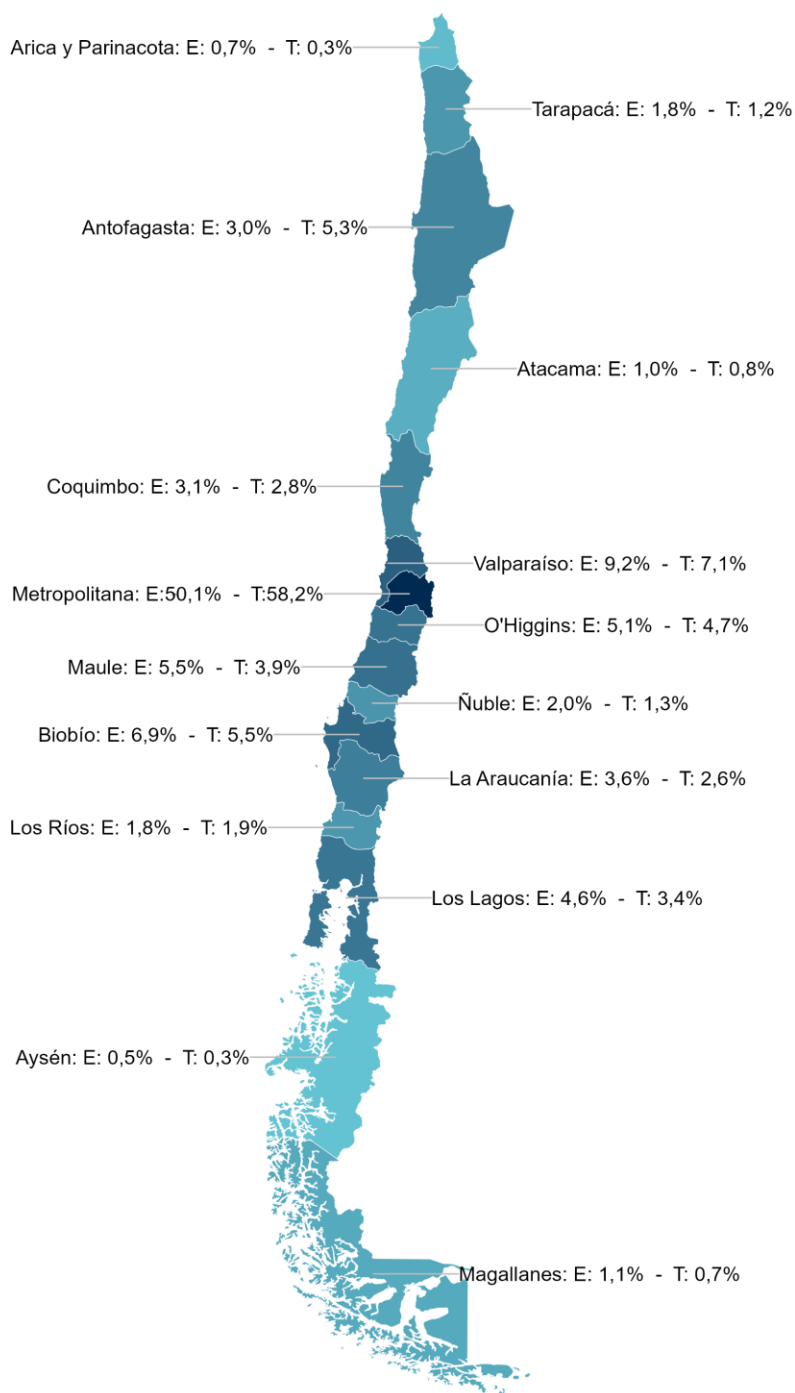 Arica y Parinacota: E: 0,7% - T: 0,3%
Tarapacá: E: 1,8% - T: 1,2%
Antofagasta: E: 3,0% - T: 5,3%
Atacama: E: 1,0% - T: 0,8%
Coquimbo: E: 3,1% - T: 2,8%
Valparaíso: E: 9,2% - T: 7,1%
Metropolitana: E:50,1% - T:58,2%
O'Higgins: E: 5,1% - T: 4,7%
Maule: E: 5,5% - T: 3,9%
Ñuble: E: 2,0% - T: 1,3%
Biobío: E: 6,9% - T: 5,5%
La Araucanía: E: 3,6% - T: 2,6%
Los Ríos: E: 1,8% - T: 1,9%
Los Lagos: E: 4,6% - T: 3,4%
Aysén: E: 0,5% - T: 0,3%
Magallanes: E: 1,1% - T: 0,7%